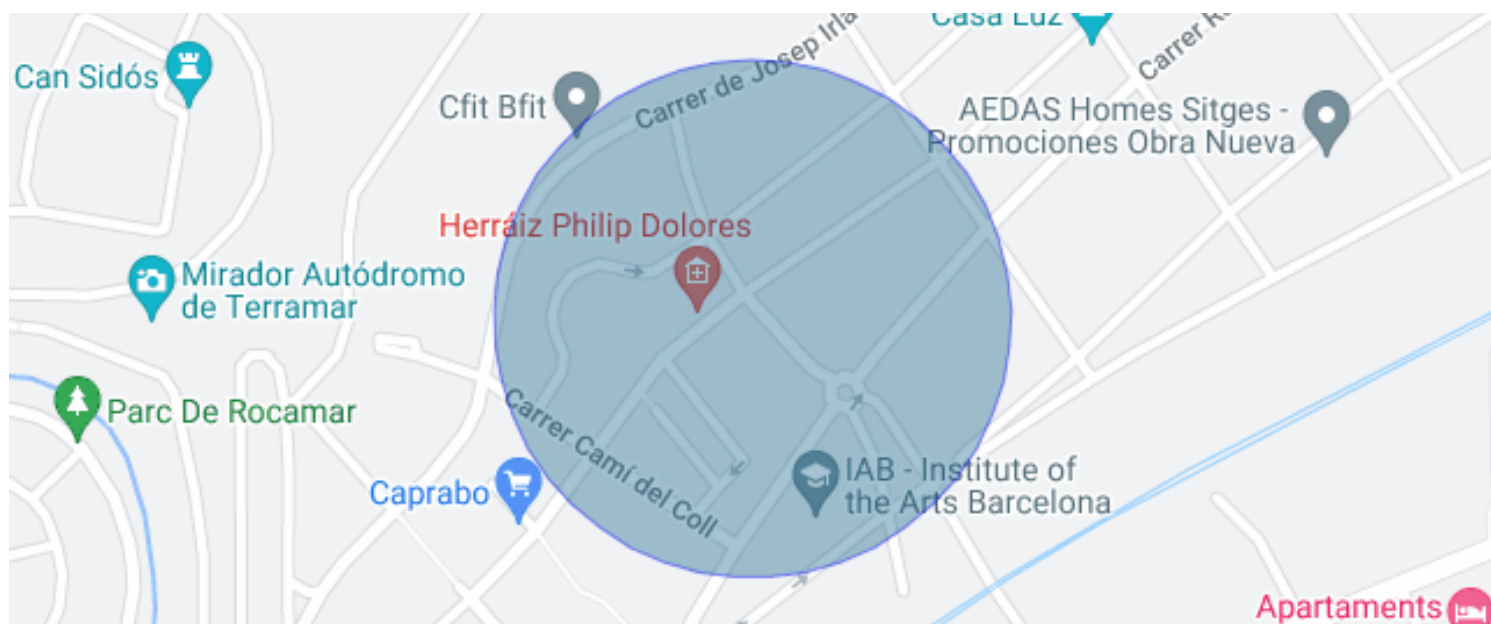 Casa Luz
Can Sidós
Cfit Bfit
Carrer de Josep Irla
AEDAS Homes Sitges -
Promociones Obra Nueva
Carrer
Herráiz Philip Dolores
Mirador Autódromo
de Terramar
Parc De Rocamar
Carrer Camí del Coll
Caprabo
IAB - Institute of
the Arts Barcelona
Apartaments